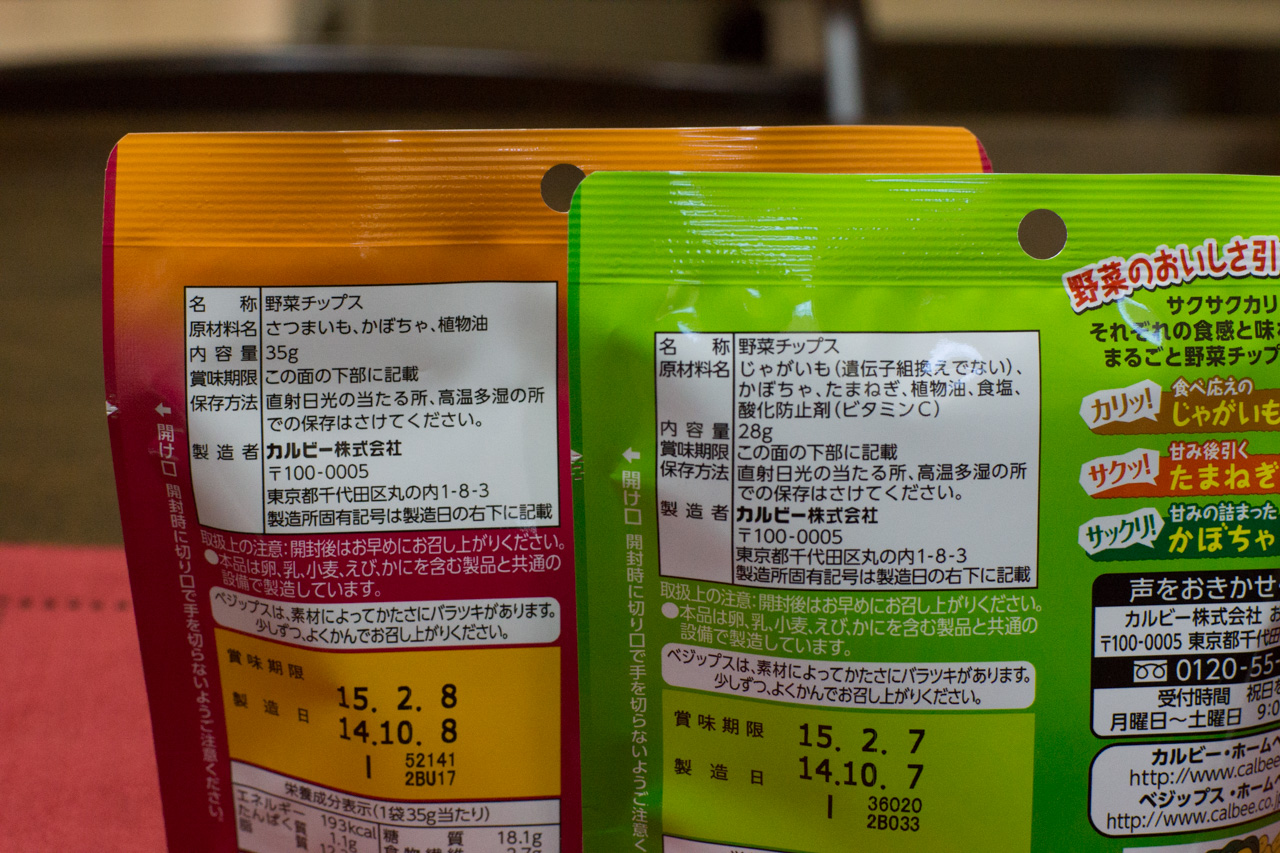 名称 野菜チップス
原材料名 さつまいも、かぼちゃ、植物油
内容量 35g
賞味期限 この面の下部に記載
保存方法 直射日光の当たる所、高温多湿の所
での保存はさけてください。
製造者 カルビー株式会社
〒100-0005
東京都千代田区丸の内1-8-3
製造所固有記号は製造日の右下に記載
取扱上の注意:開封後はお早めにお召し上がりください。
●本品は卵、乳、小麦、えび、かにを含む製品と共通の
設備で製造しています。
ベジップスは、素材によってかたさにバラツキがあります。
少しずつ、よくかんでお召し上がりください。
賞味期限 15. 2. 8
製造日 14.10. 8
52141
2BU17
栄養成分表示(1袋35g当たり)
エネルギー 193kcal 糖質 18.1g
たんぱく質 1.1g
開け口 開封時に切り口で手を切らないようご注意ください
名称 野菜チップス
原材料名 じゃがいも(遺伝子組換えでない)、
かぼちゃ、たまねぎ、植物油、食塩、
酸化防止剤(ビタミンC)
内容量 28g
賞味期限 この面の下部に記載
保存方法 直射日光の当たる所、高温多湿の所
での保存はさけてください。
製造者 カルビー株式会社
〒100-0005
東京都千代田区丸の内1-8-3
製造所固有記号は製造日の右下に記載
取扱上の注意:開封後はお早めにお召し上がりください。
●本品は卵、乳、小麦、えび、かにを含む製品と共通の
設備で製造しています。
ベジップスは、素材によってかたさにバラツキがあります。
少しずつ、よくかんでお召し上がりください。
賞味期限 15. 2. 7
製造日 14.10. 7
36020
2B033
開け口 開封時に切り口で手を切らないようご注意く
野菜のおいしさ引
サクサクカリ
それぞれの食感と味わ
まるごと野菜チップ
カリッ! 食べ応えの
じゃがいも
サクッ! 甘み後引く
たまねぎ
サックリ! 甘みの詰まった
かぼちゃ
声をおきかせ
カルビー株式会社 お
〒100-0005 東京都千代田
0120-55
受付時間 祝日を
月曜日〜土曜日 9:0
カルビー・ホームペ
http://www.calbee
ベジップス・ホーム
http://www.calbee.co.j